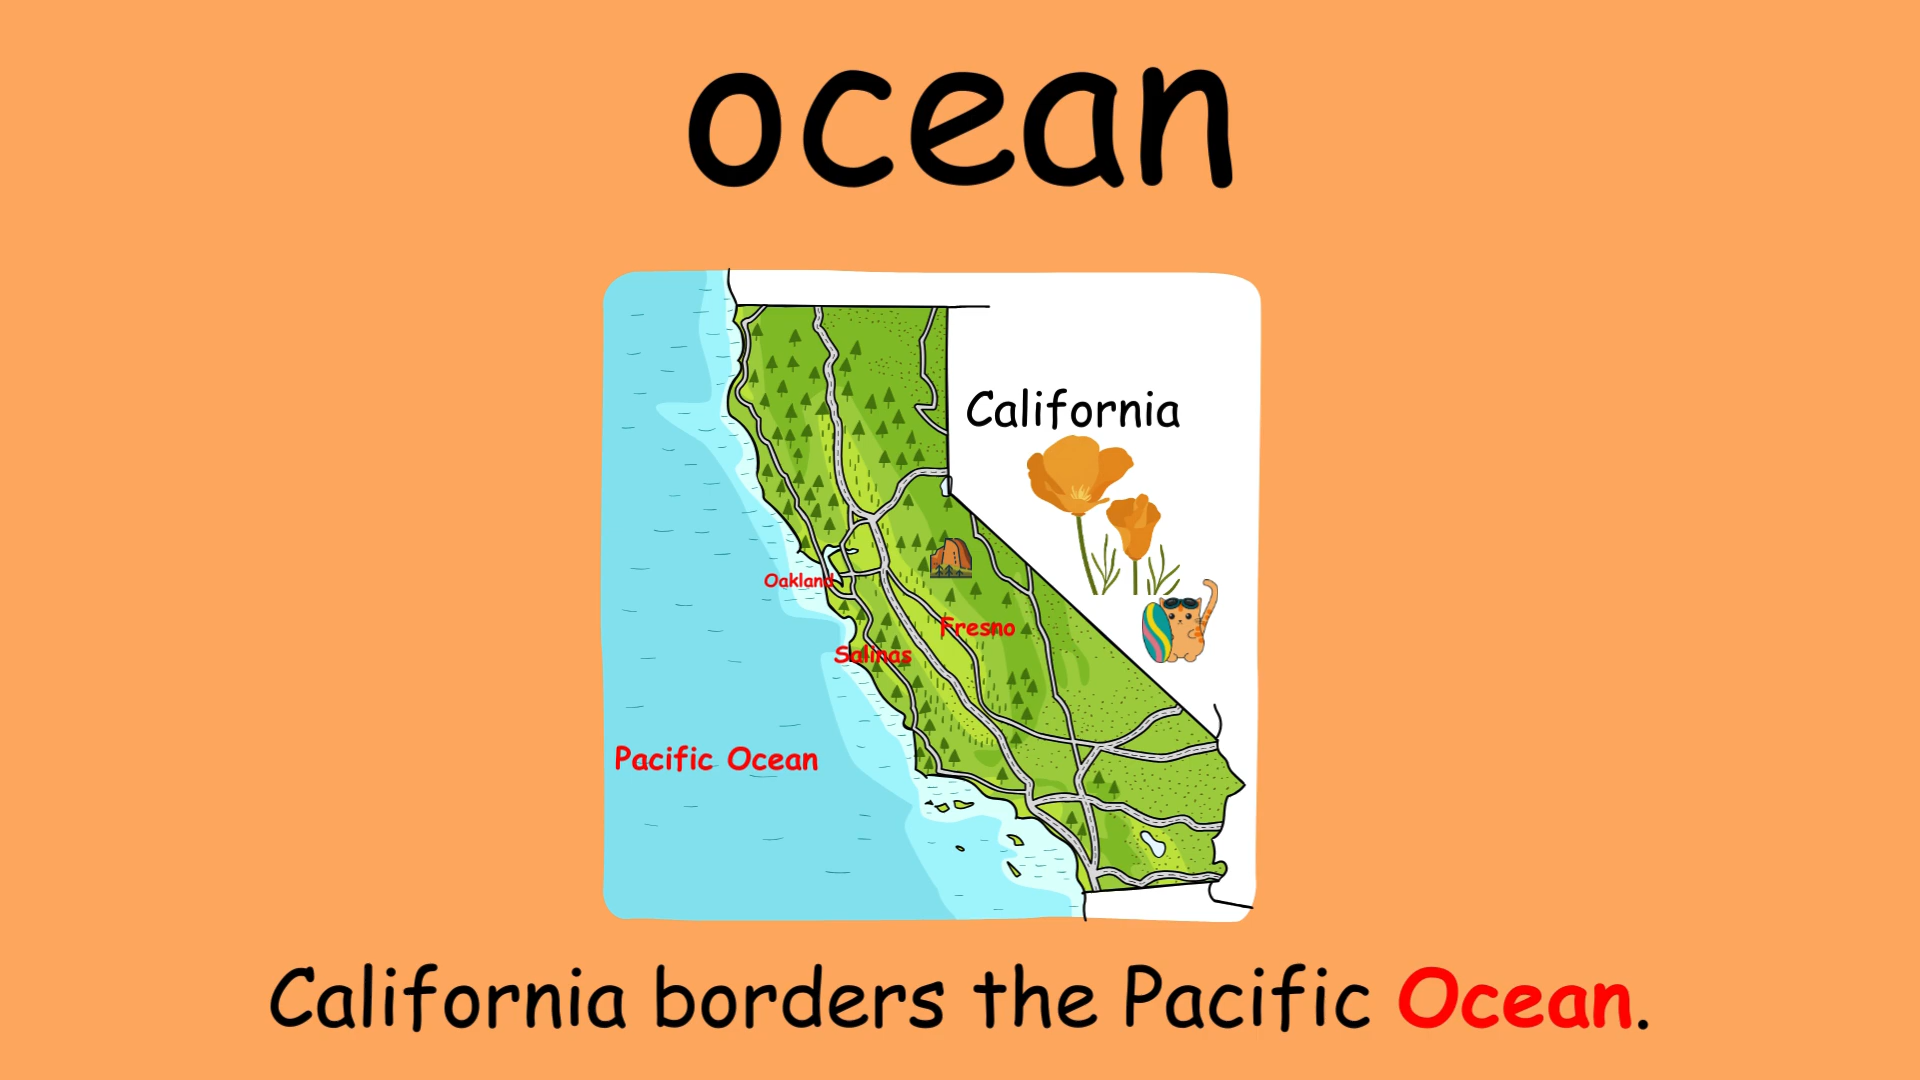 ocean
California
Oakland
Fresno
Salinas
Pacific Ocean
California borders the Pacific Ocean.